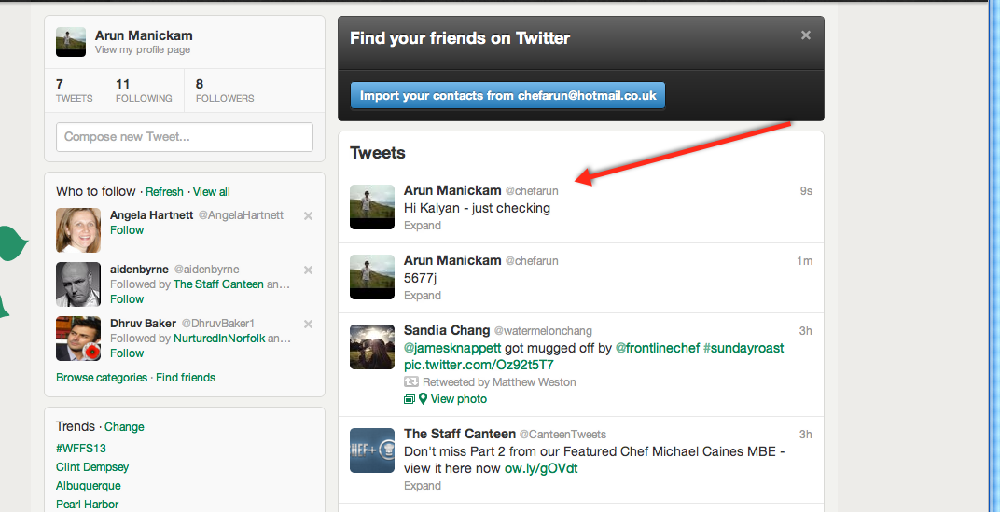 Arun Manickam
View my profile page
7 11 8
TWEETS FOLLOWING FOLLOWERS
Compose new Tweet...
Who to follow · Refresh · View all
Angela Hartnett @AngelaHartnett ×
Follow
aidenbyrne @aidenbyrne ×
Followed by The Staff Canteen an...
Follow
Dhruv Baker @DhruvBaker1 ×
Followed by NurturedInNorfolk an...
Follow
Browse categories · Find friends
Trends · Change
#WFFS13
Clint Dempsey
Albuquerque
Pearl Harbor
Find your friends on Twitter ×
Import your contacts from chefarun@hotmail.co.uk
Tweets
Arun Manickam @chefarun 9s
Hi Kalyan - just checking
Expand
Arun Manickam @chefarun 1m
5677j
Expand
Sandia Chang @watermelonchang 3h
@jamesknappett got mugged off by @frontlinechef #sundayroast
pic.twitter.com/Oz92t5T7
Retweeted by Matthew Weston
View photo
HEF+
The Staff Canteen @CanteenTweets 3h
Don't miss Part 2 from our Featured Chef Michael Caines MBE -
view it here now ow.ly/gOVdt
Expand